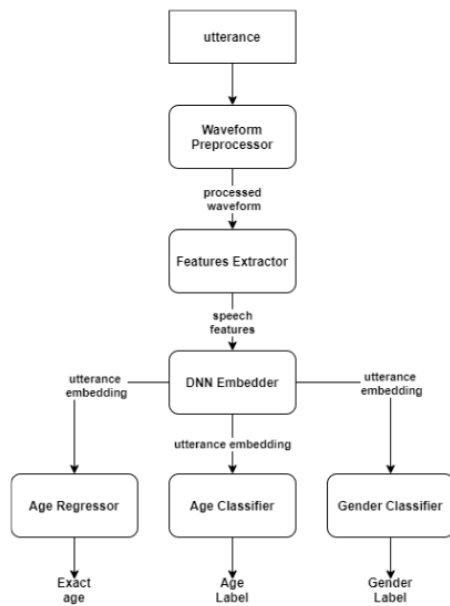 utterance
Waveform
Preprocessor
processed
waveform
Features Extractor
speech
features
DNN Embedder
utterance
embedding
utterance embedding
utterance
embedding
Age Regressor
Age Classifier
Gender Classifier
Exact
age
Age
Label
Gender
Label